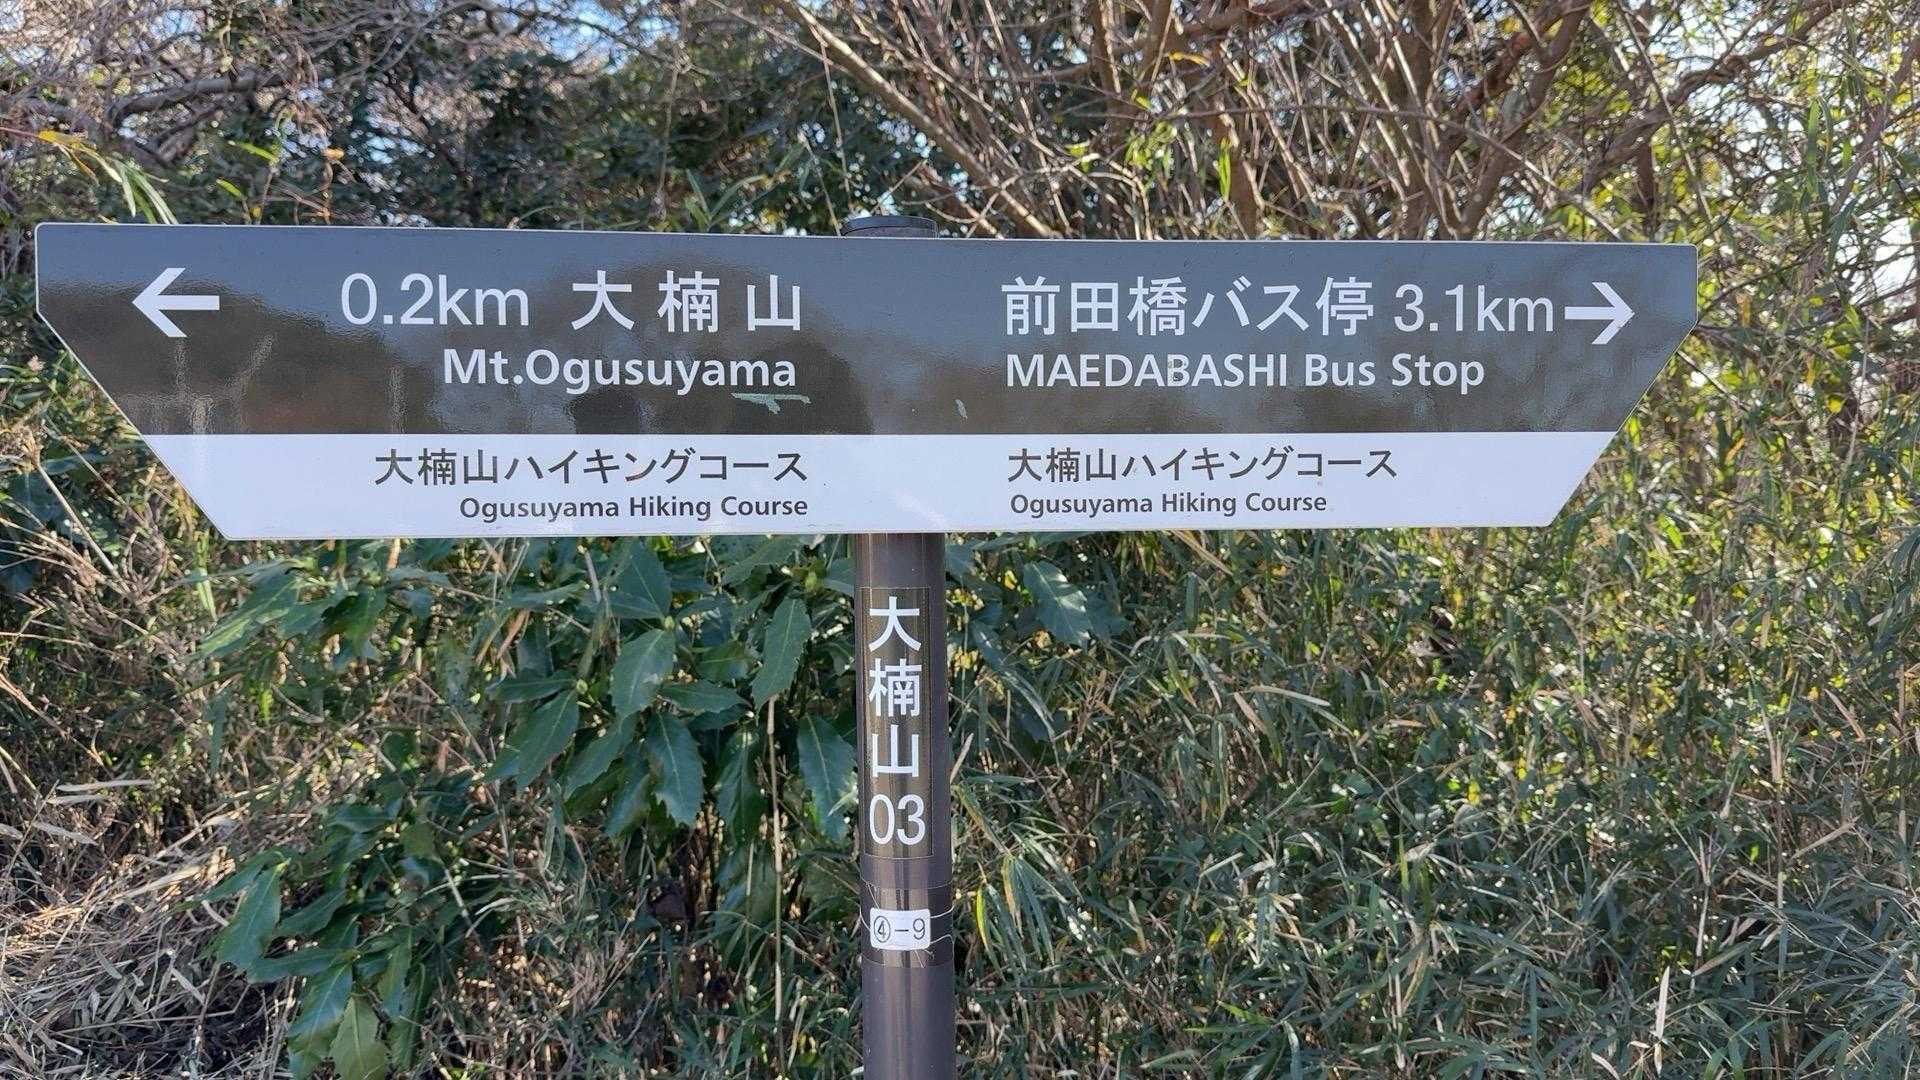 ← 0.2km 大楠山
Mt.Ogusuyama
大楠山ハイキングコース
Ogusuyama Hiking Course
前田橋バス停 3.1km →
MAEDABASHI Bus Stop
大楠山ハイキングコース
Ogusuyama Hiking Course
大楠山03
④-9